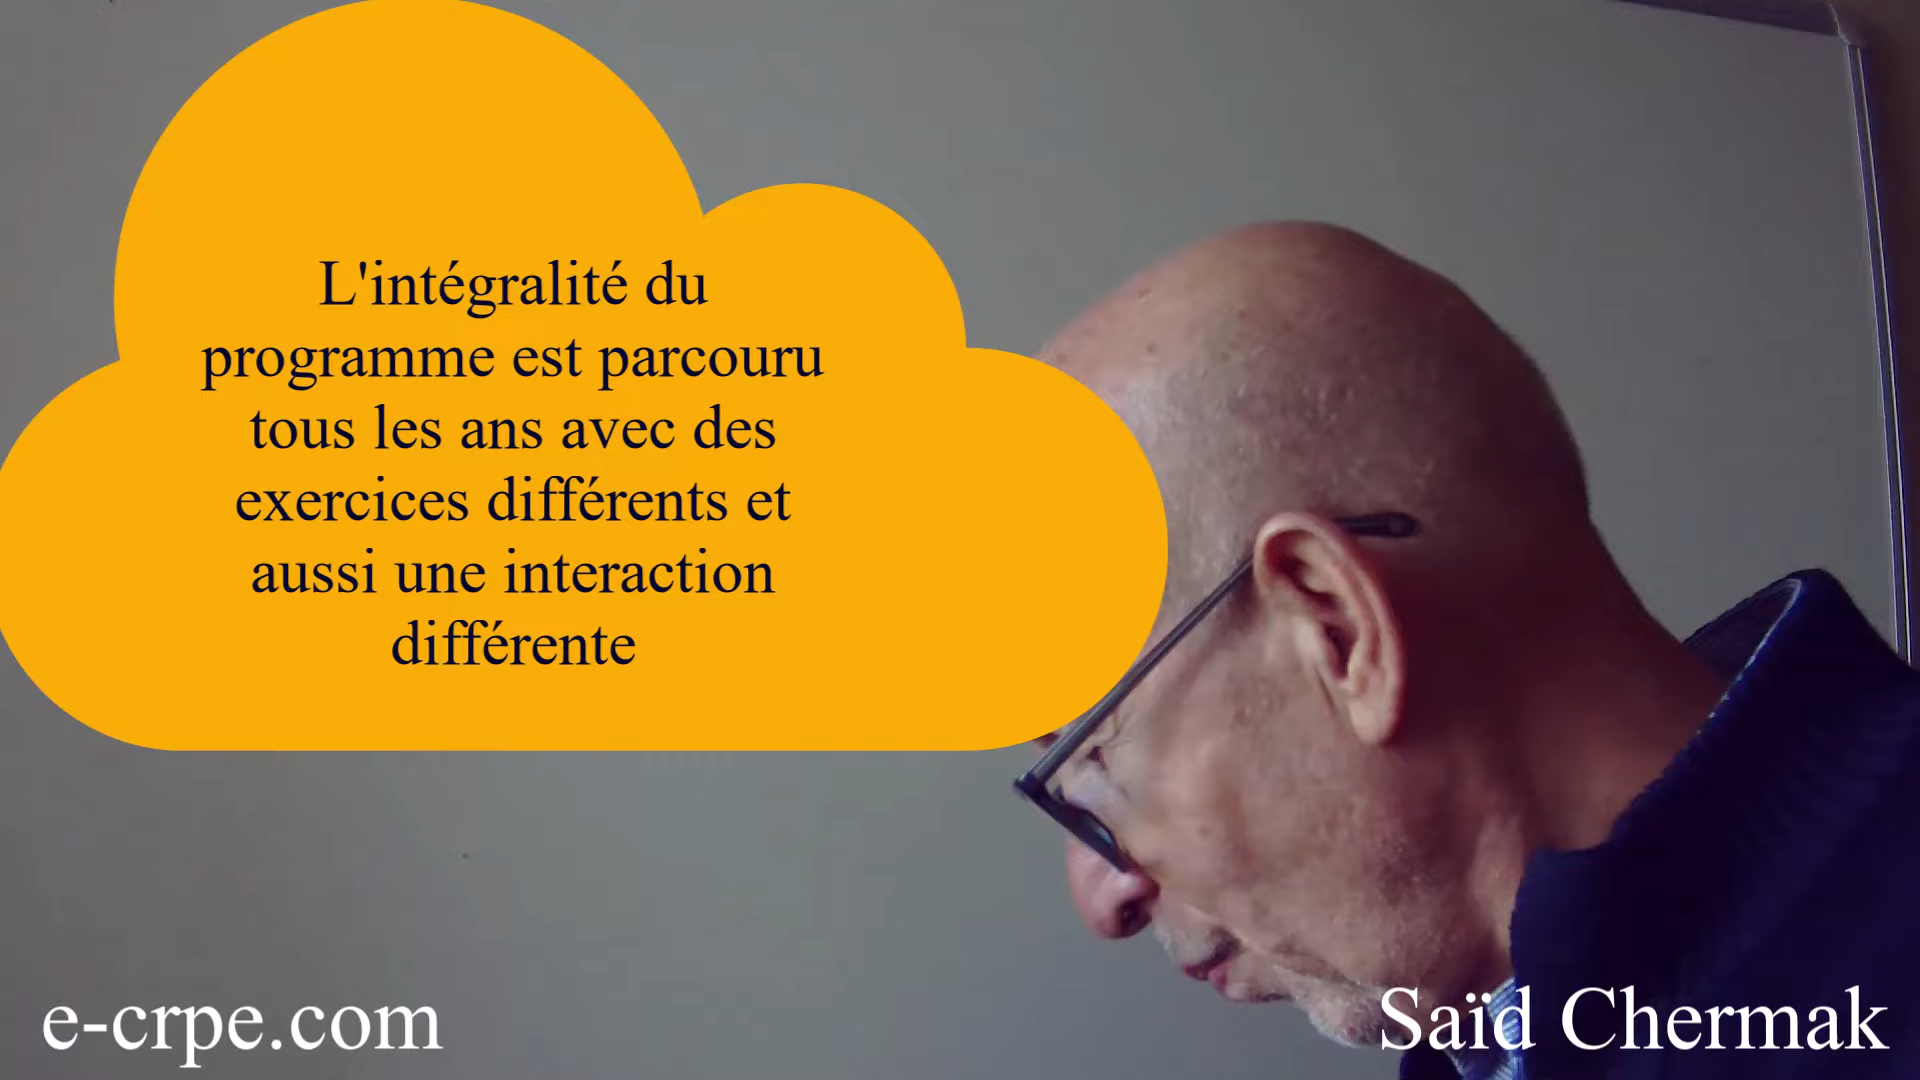 L'intégralité du
programme est parcouru
tous les ans avec des
exercices différents et
aussi une interaction
différente
e-crpe.com
Saïd Chermak